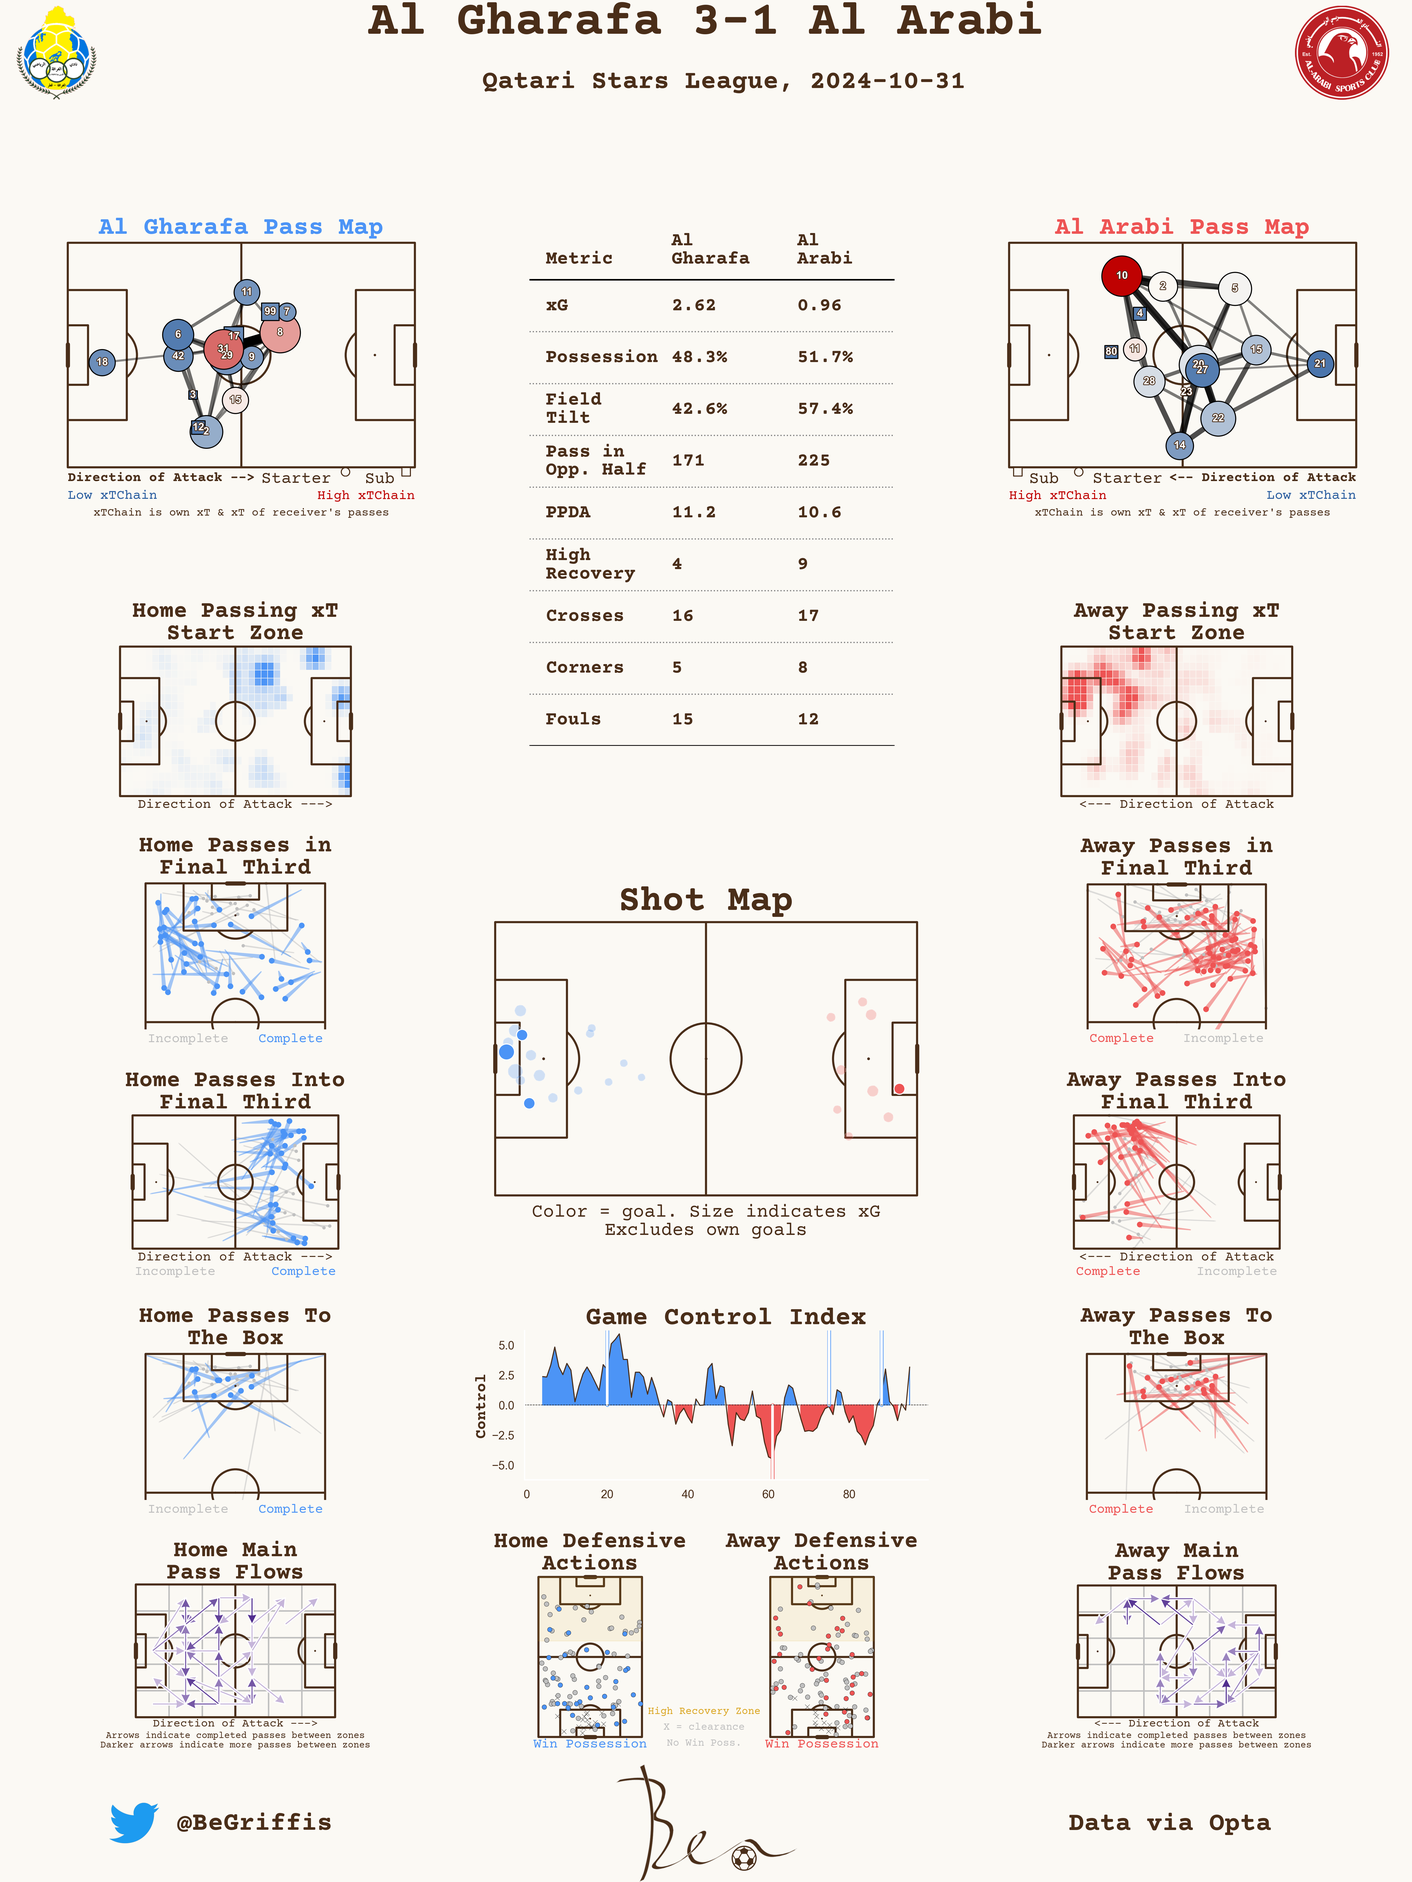 Al Gharafa 3-1 Al Arabi
Qatari Stars League, 2024-10-31
Est. 1952
AL-ARABI SPORTS CLUB
Al Gharafa Pass Map
11
99 7
6 17 8
31
18 42 29 9
3 15
12 2
Direction of Attack --> Starter Sub
Low xTChain High xTChain
xTChain is own xT & xT of receiver's passes
Metric Al Gharafa Al Arabi
xG 2.62 0.96
Possession 48.3% 51.7%
Field Tilt 42.6% 57.4%
Pass in Opp. Half 171 225
PPDA 11.2 10.6
High Recovery 4 9
Crosses 16 17
Corners 5 8
Fouls 15 12
Al Arabi Pass Map
10 2 5
4
80 11 15
20 27 21
28 23
22
14
Sub Starter <-- Direction of Attack
High xTChain Low xTChain
xTChain is own xT & xT of receiver's passes
Home Passing xT
Start Zone
Direction of Attack --->
Away Passing xT
Start Zone
<--- Direction of Attack
Home Passes in
Final Third
Incomplete Complete
Away Passes in
Final Third
Complete Incomplete
Shot Map
Color = goal. Size indicates xG
Excludes own goals
Home Passes Into
Final Third
Direction of Attack --->
Incomplete Complete
Away Passes Into
Final Third
<--- Direction of Attack
Complete Incomplete
Home Passes To
The Box
Incomplete Complete
Game Control Index
Control
5.0
2.5
0.0
−2.5
−5.0
0 20 40 60 80
Away Passes To
The Box
Complete Incomplete
Home Main
Pass Flows
Direction of Attack --->
Arrows indicate completed passes between zones
Darker arrows indicate more passes between zones
Home Defensive
Actions
Win Possession
Away Defensive
Actions
Win Possession
High Recovery Zone
X = clearance
No Win Poss.
Away Main
Pass Flows
<--- Direction of Attack
Arrows indicate completed passes between zones
Darker arrows indicate more passes between zones
@BeGriffis
Ben
Data via Opta